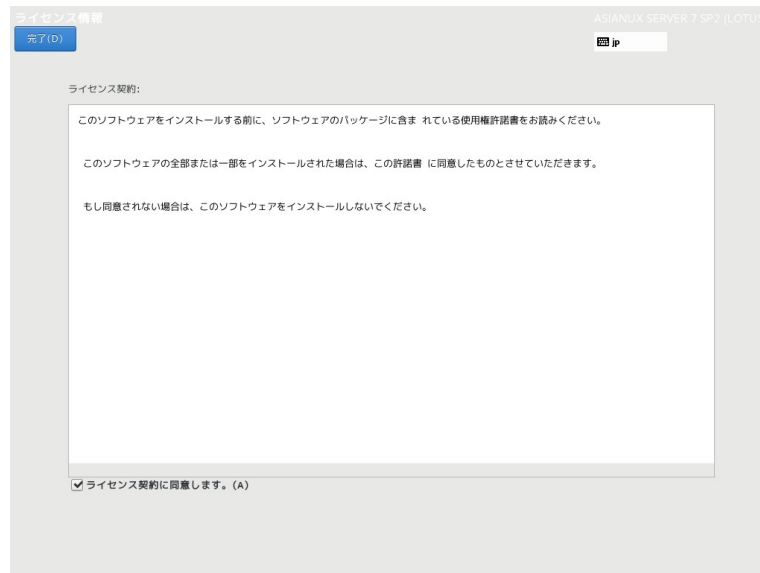 ライセンス情報
ASIANUX SERVER 7 SP2 (LOTUS
完了(D)
jp
ライセンス契約:
このソフトウェアをインストールする前に、ソフトウェアのパッケージに含ま れている使用権許諾書をお読みください。
このソフトウェアの全部または一部をインストールされた場合は、この許諾書 に同意したものとさせていただきます。
もし同意されない場合は、このソフトウェアをインストールしないでください。
ライセンス契約に同意します。(A)